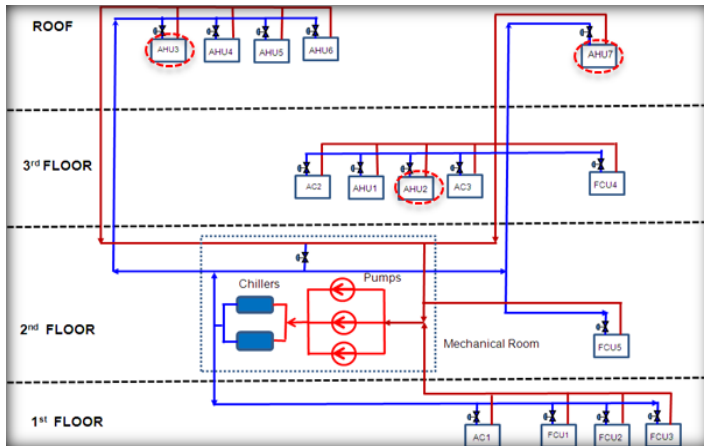 ROOF
AHU3
AHU4
AHU5
AHU6
AHU7
3rd FLOOR
AC2
AHU1
AHU2
AC3
FCU4
Chillers
Pumps
2nd FLOOR
Mechanical Room
FCU5
1st FLOOR
AC1
FCU1
FCU2
FCU3